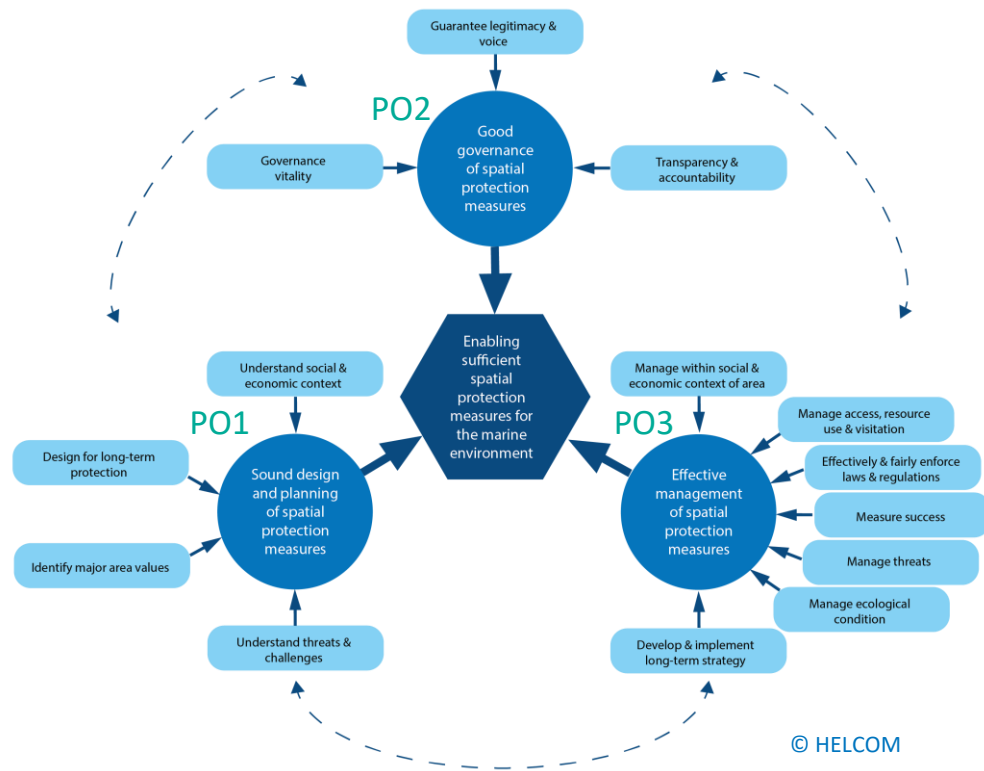 Guarantee legitimacy &
voice
PO2
Good
governance
of spatial
protection
measures
Governance
vitality
Transparency &
accountability
Enabling
sufficient
spatial
protection
measures for
the marine
environment
Understand social &
economic context
PO1
Design for long-term
protection
Sound design
and planning
of spatial
protection
measures
Identify major area values
Understand threats &
challenges
Manage within social &
economic context of area
PO3
Manage access, resource
use & visitation
Effectively & fairly enforce
laws & regulations
Effective
management
of spatial
protection
measures
Measure success
Manage threats
Manage ecological
condition
Develop & implement
long-term strategy
© HELCOM